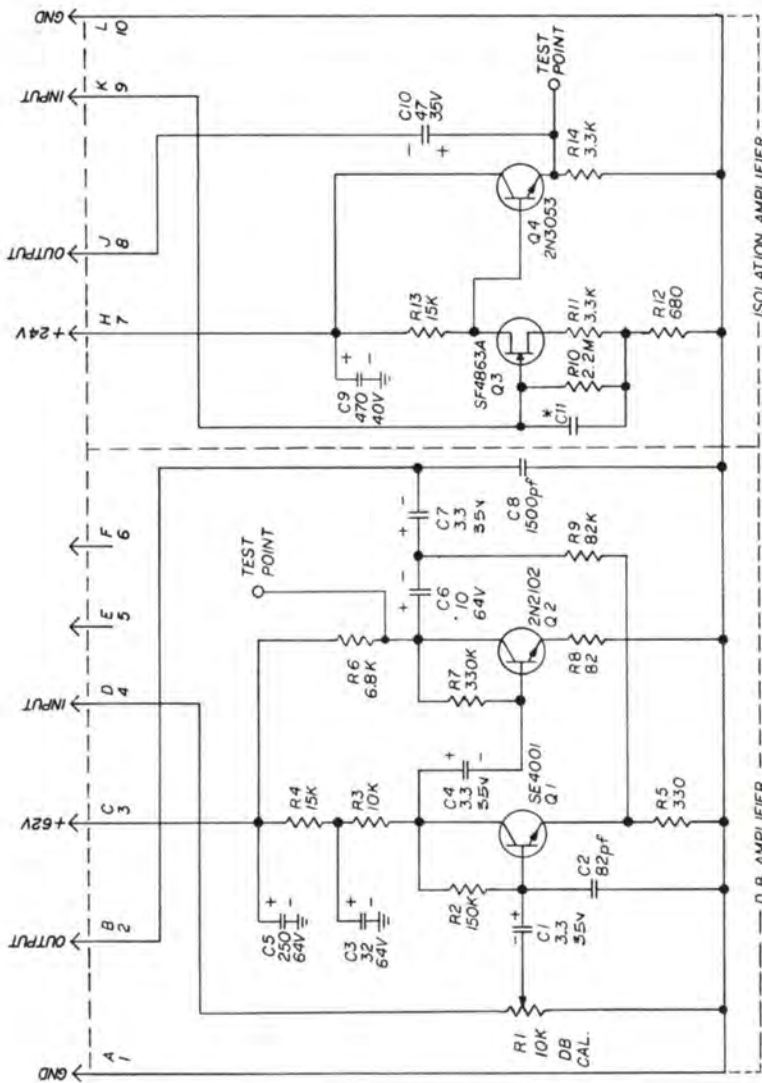 GND
A
1
OUTPUT
B
2
+62V
C
3
INPUT
D
4
E
5
F
6
+24V
H
7
OUTPUT
J
8
INPUT
K
9
GND
L
10
C5
250
64V
+
-
C3
32
64V
+
-
R4
15K
R3
10K
R6
6.8K
TEST
POINT
R2
150K
C4
3.3
35V
+
-
R7
330K
+
-
C6
.10
64V
+
-
C7
3.3
35V
R1
10K
DB
CAL.
-
+
C1
3.3
35V
C2
82pf
SE4001
Q1
R5
330
2N2102
Q2
R8
82
R9
82K
C8
1500pf
C9
470
40V
+
-
R13
15K
SF4863A
Q3
*
C11
R10
2.2M
R11
3.3K
R12
680
C10
47
35V
-
+
Q4
2N3053
R14
3.3K
TEST
POINT
D.B. AMPLIFIER
ISOLATION AMPLIFIER